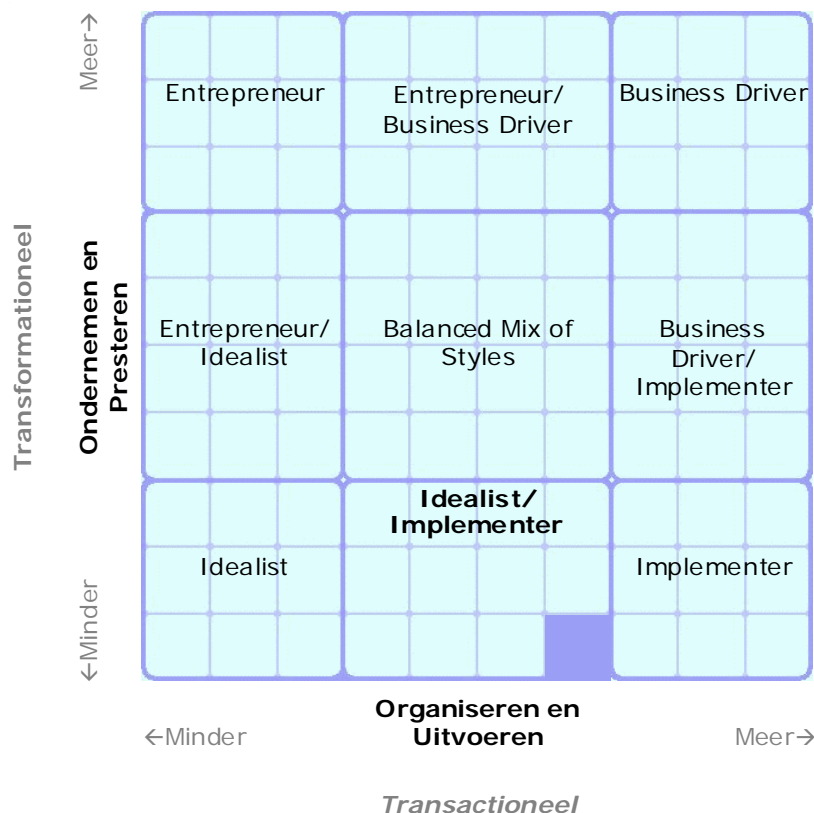 Meer→
Entrepreneur
Entrepreneur/
Business Driver
Business Driver
Transformationeel
Ondernemen en
Presteren
Entrepreneur/
Idealist
Balanced Mix of
Styles
Business
Driver/
Implementer
Idealist/
Implementer
Idealist
Implementer
←Minder
←Minder
Organiseren en
Uitvoeren
Meer→
Transactioneel